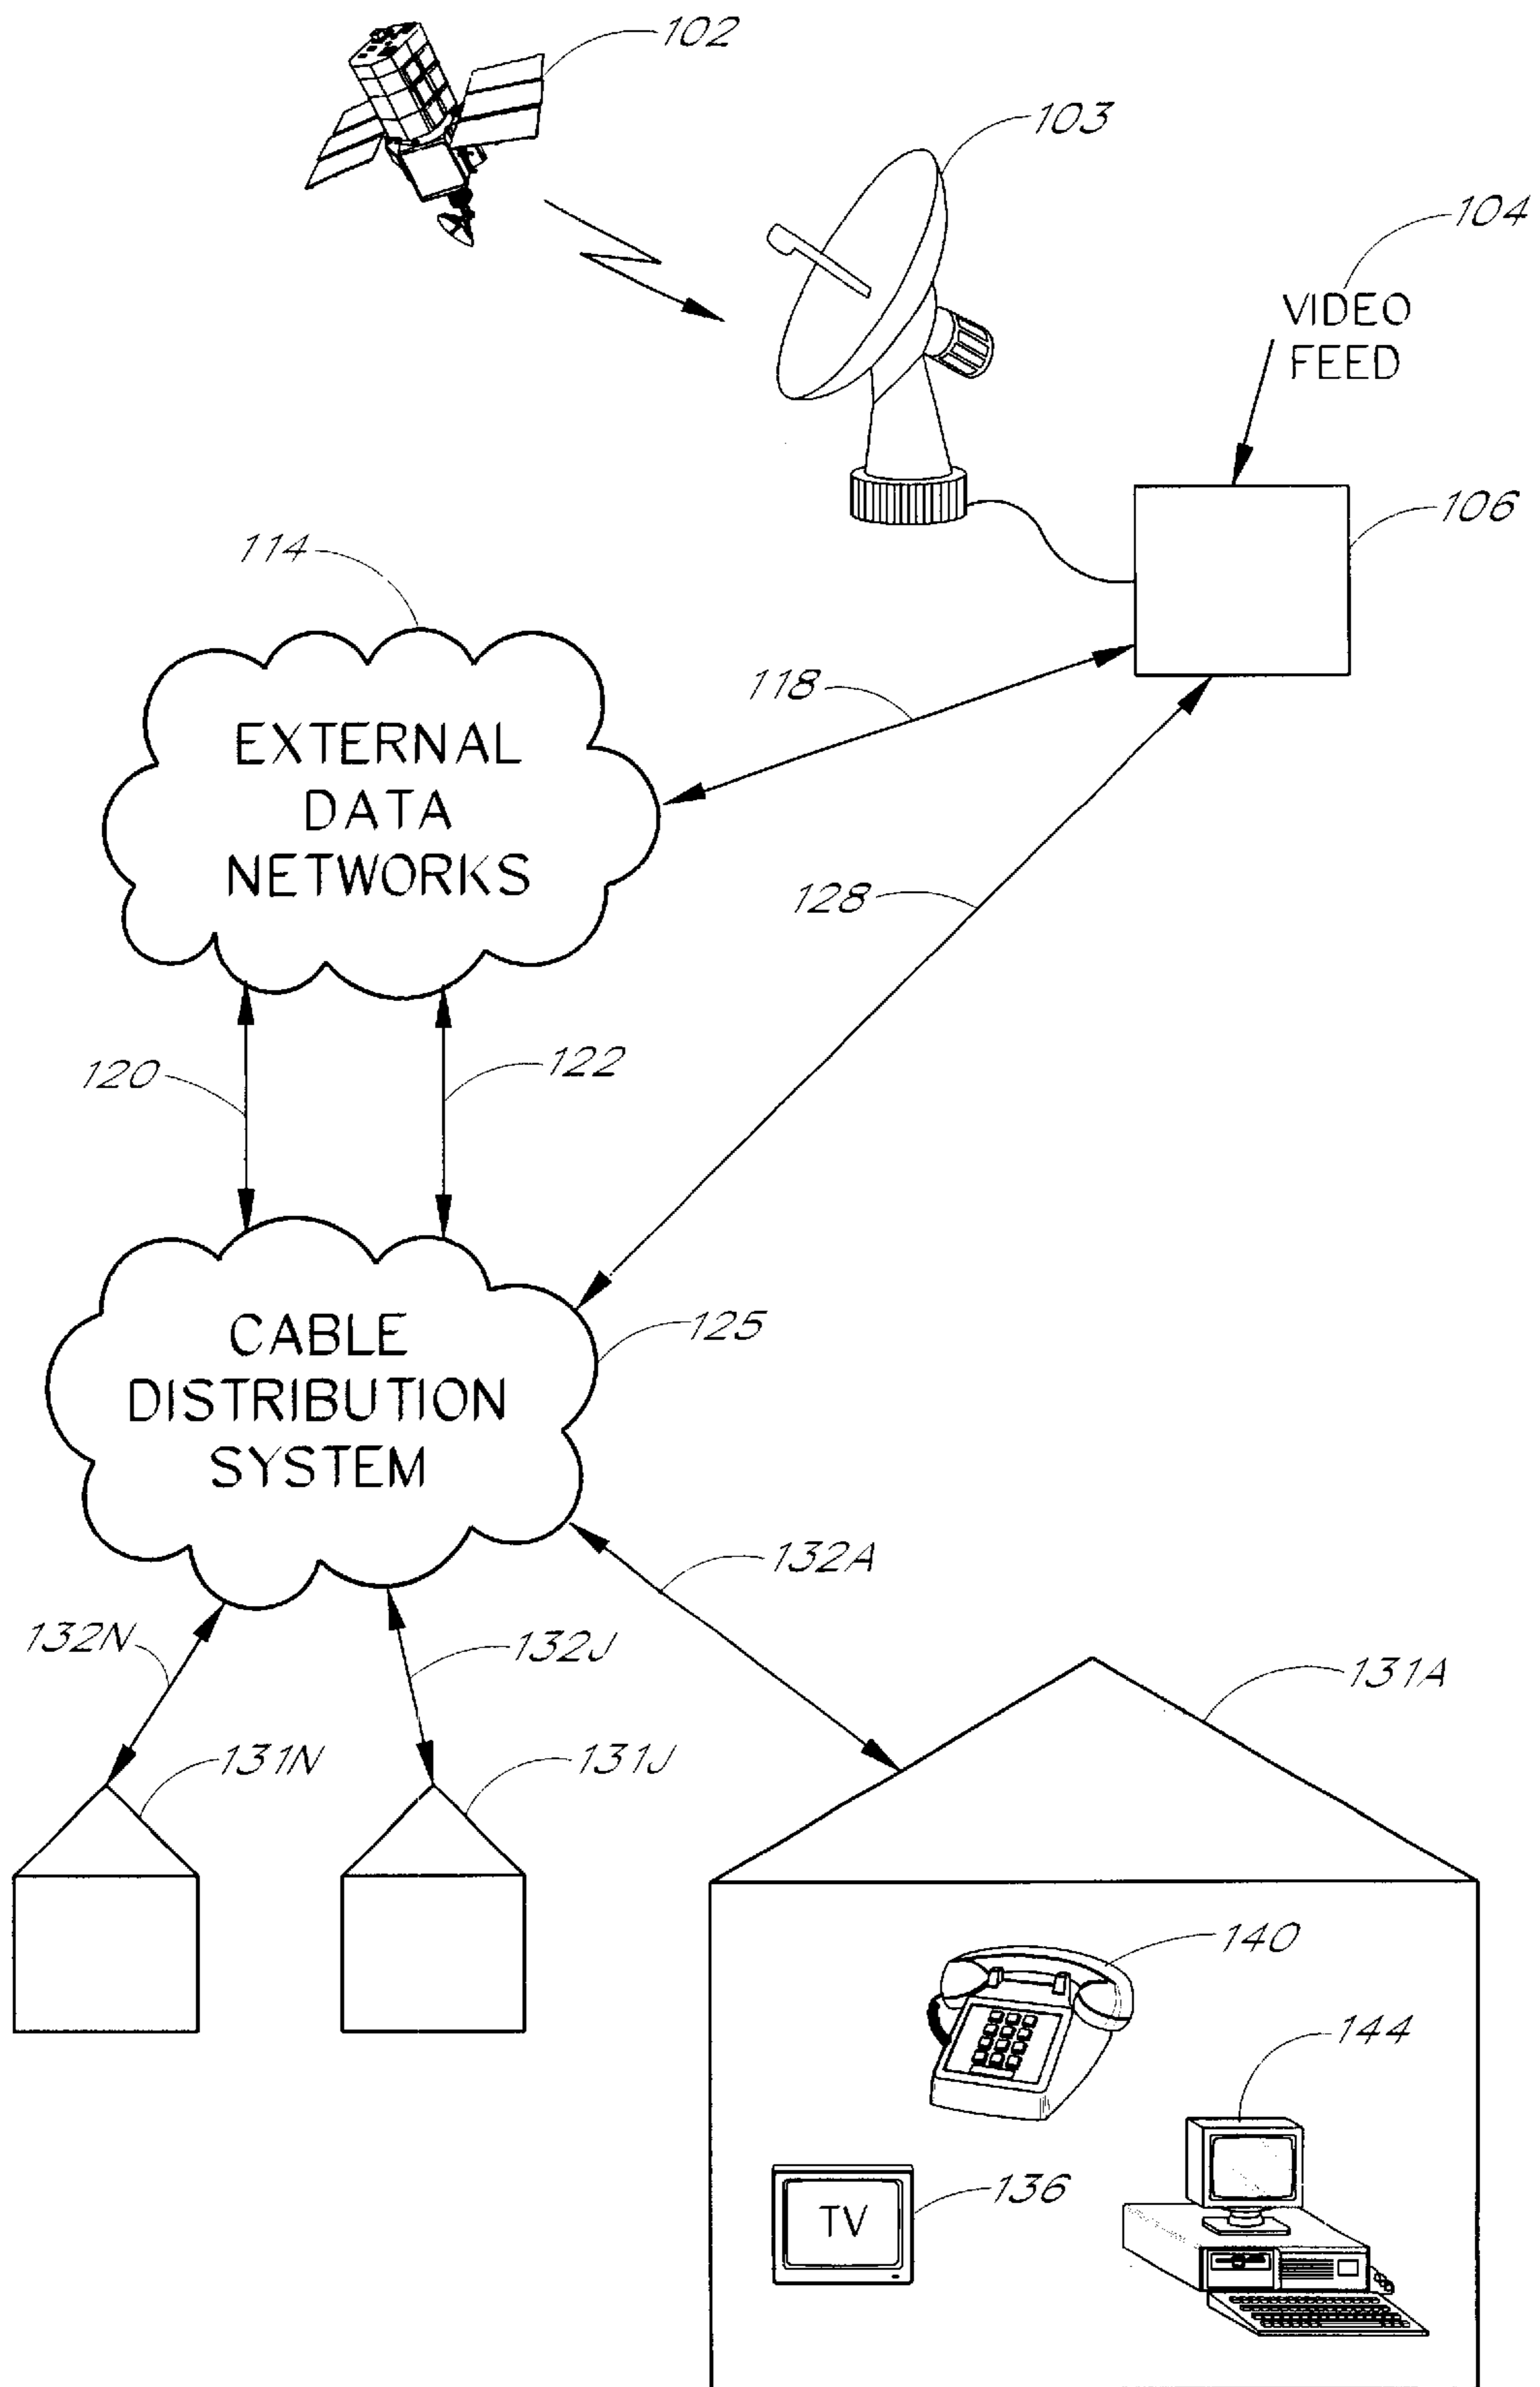 102
103
104
VIDEO
FEED
106
114
118
EXTERNAL
DATA
NETWORKS
128
120
122
125
CABLE
DISTRIBUTION
SYSTEM
132A
132N
132J
131A
131N
131J
140
144
136
TV